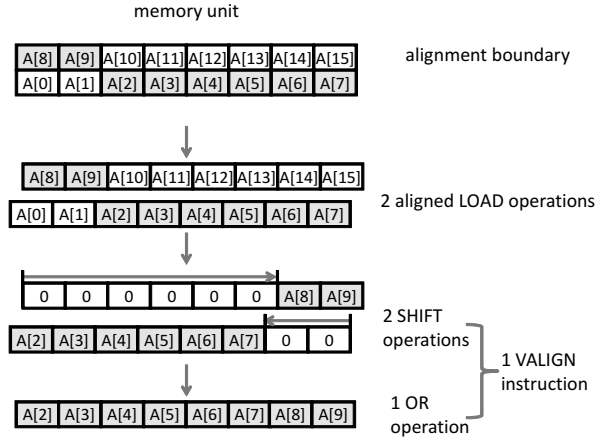 memory unit
A[8] A[9] A[10] A[11] A[12] A[13] A[14] A[15]
alignment boundary
A[0] A[1] A[2] A[3] A[4] A[5] A[6] A[7]
A[8] A[9] A[10] A[11] A[12] A[13] A[14] A[15]
2 aligned LOAD operations
A[0] A[1] A[2] A[3] A[4] A[5] A[6] A[7]
0 0 0 0 0 0 A[8] A[9]
2 SHIFT
operations
A[2] A[3] A[4] A[5] A[6] A[7] 0 0
1 VALIGN
instruction
1 OR
operation
A[2] A[3] A[4] A[5] A[6] A[7] A[8] A[9]